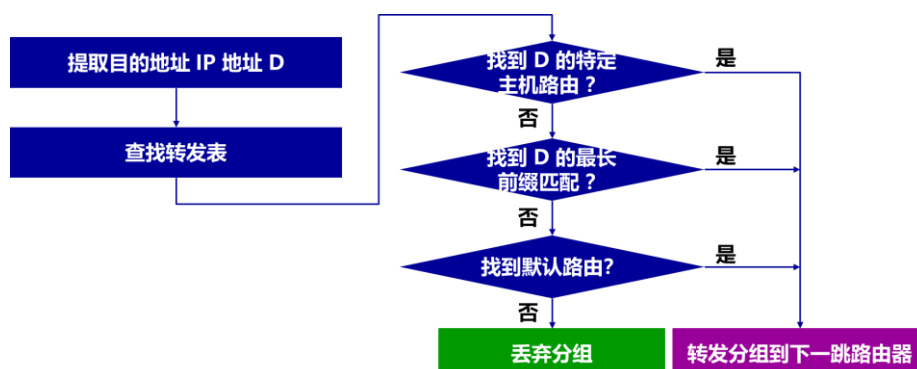 提取目的地址 IP 地址 D
查找转发表
找到 D 的特定
主机路由？
是
否
找到 D 的最长
前缀匹配？
是
否
找到默认路由?
是
否
丢弃分组
转发分组到下一跳路由器